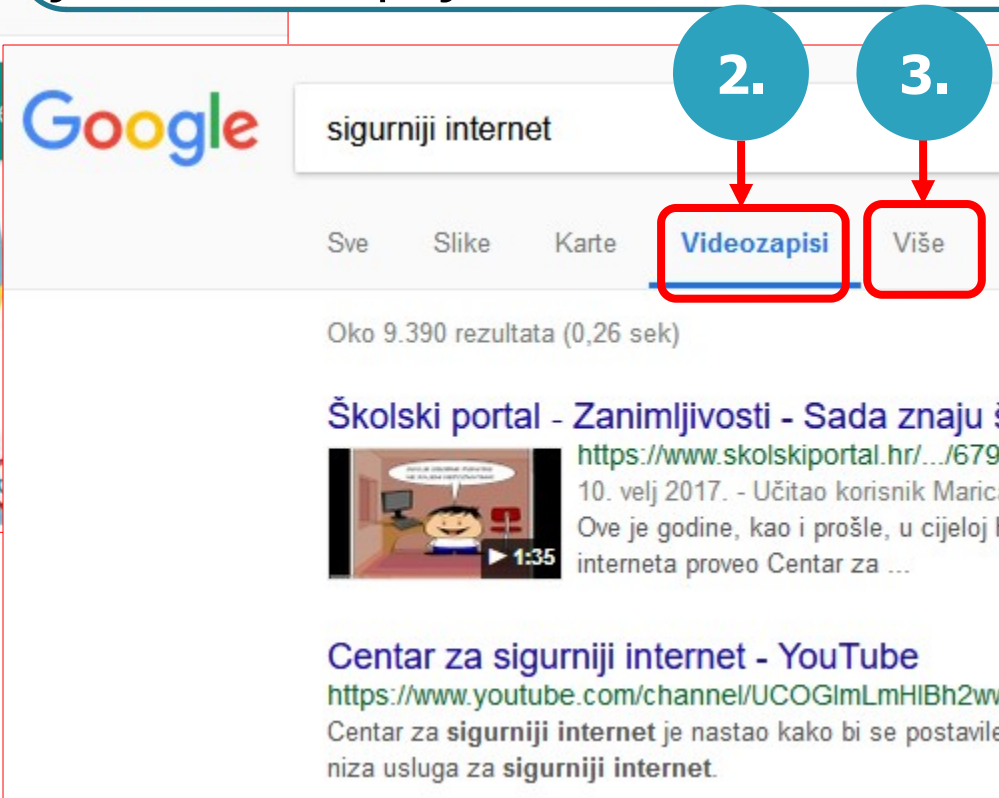 2.
3.
Google
sigurniji internet
Sve Slike Karte Videozapisi Više
Oko 9.390 rezultata (0,26 sek)
Školski portal - Zanimljivosti - Sada znaju
https://www.skolskiportal.hr/.../679
10. velj 2017. - Učitao korisnik Marica
Ove je godine, kao i prošle, u cijeloj
1:35
interneta proveo Centar za ...
Centar za sigurniji internet - YouTube
https://www.youtube.com/channel/UCOGlmLmHlBh2w
Centar za sigurniji internet je nastao kako bi se postavile
niza usluga za sigurniji internet.